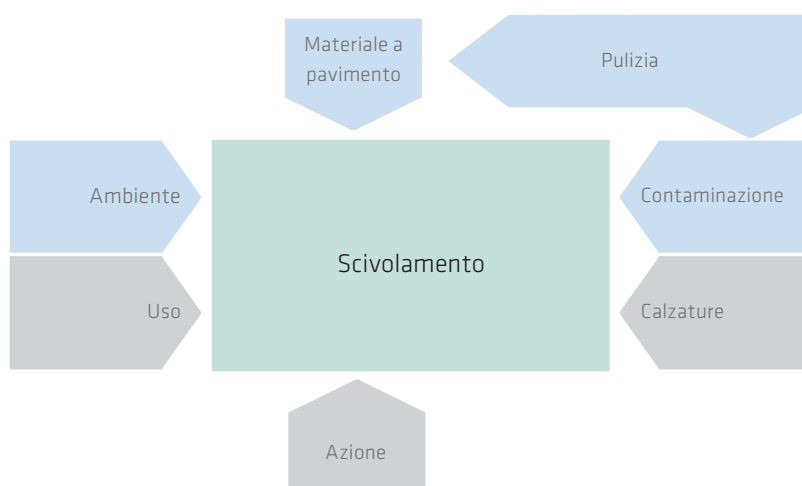 Materiale a
pavimento
Pulizia
Ambiente
Contaminazione
Scivolamento
Uso
Calzature
Azione